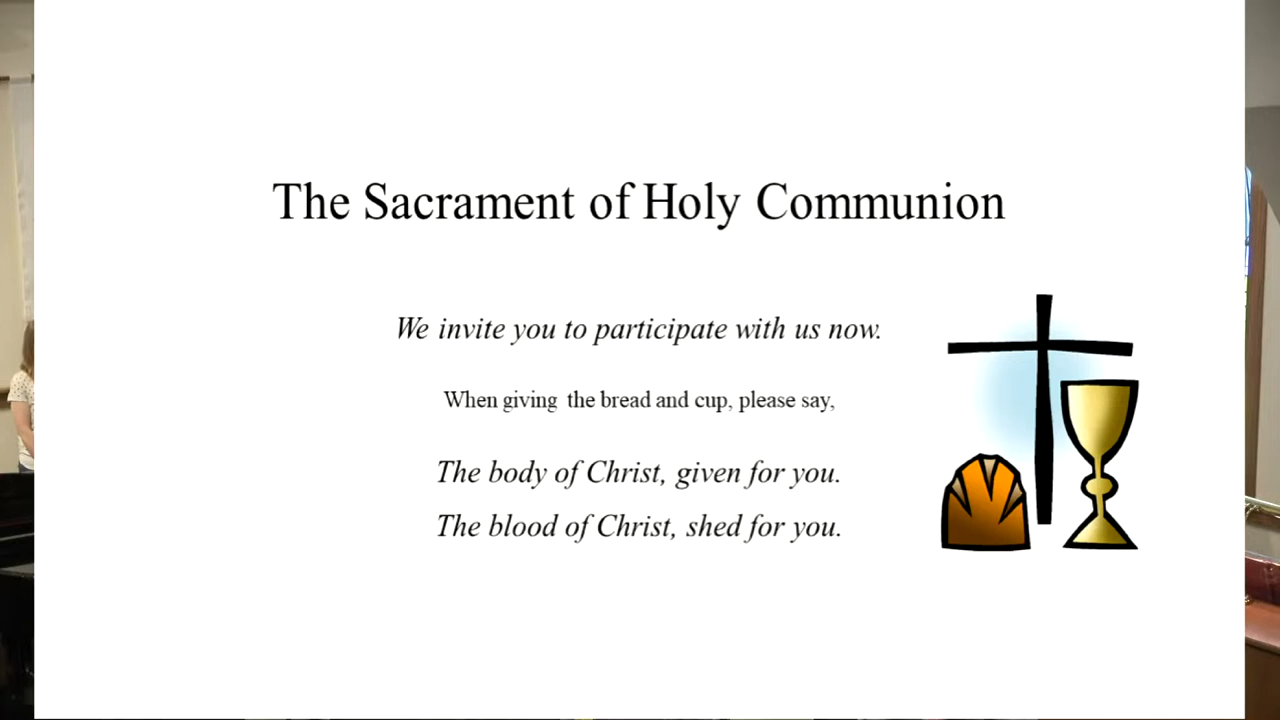 The Sacrament of Holy Communion
We invite you to participate with us now.
When giving the bread and cup, please say,
The body of Christ, given for you.
The blood of Christ, shed for you.